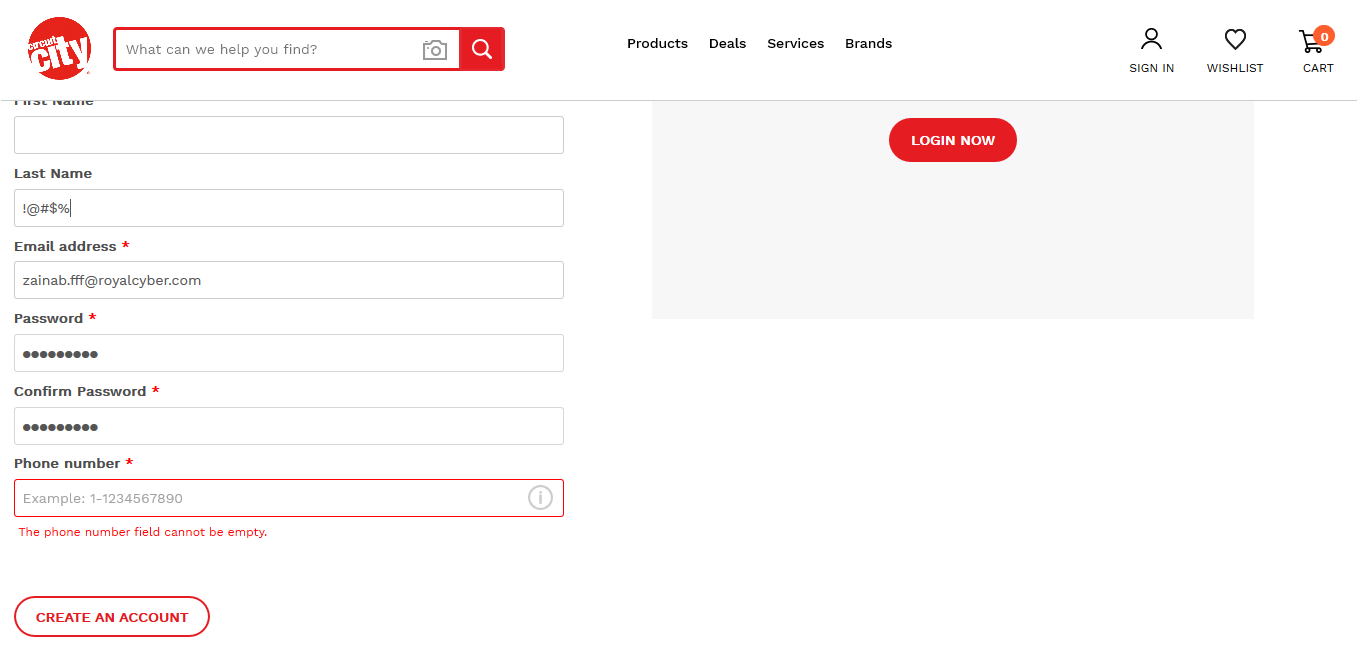 circuit
city
What can we help you find?
Products
Deals
Services
Brands
SIGN IN
WISHLIST
0
CART
First Name
Last Name
!@#$%
Email address *
zainab.fff@royalcyber.com
Password *
●●●●●●●●●
Confirm Password *
●●●●●●●●●
Phone number *
Example: 1-1234567890
The phone number field cannot be empty.
CREATE AN ACCOUNT
LOGIN NOW